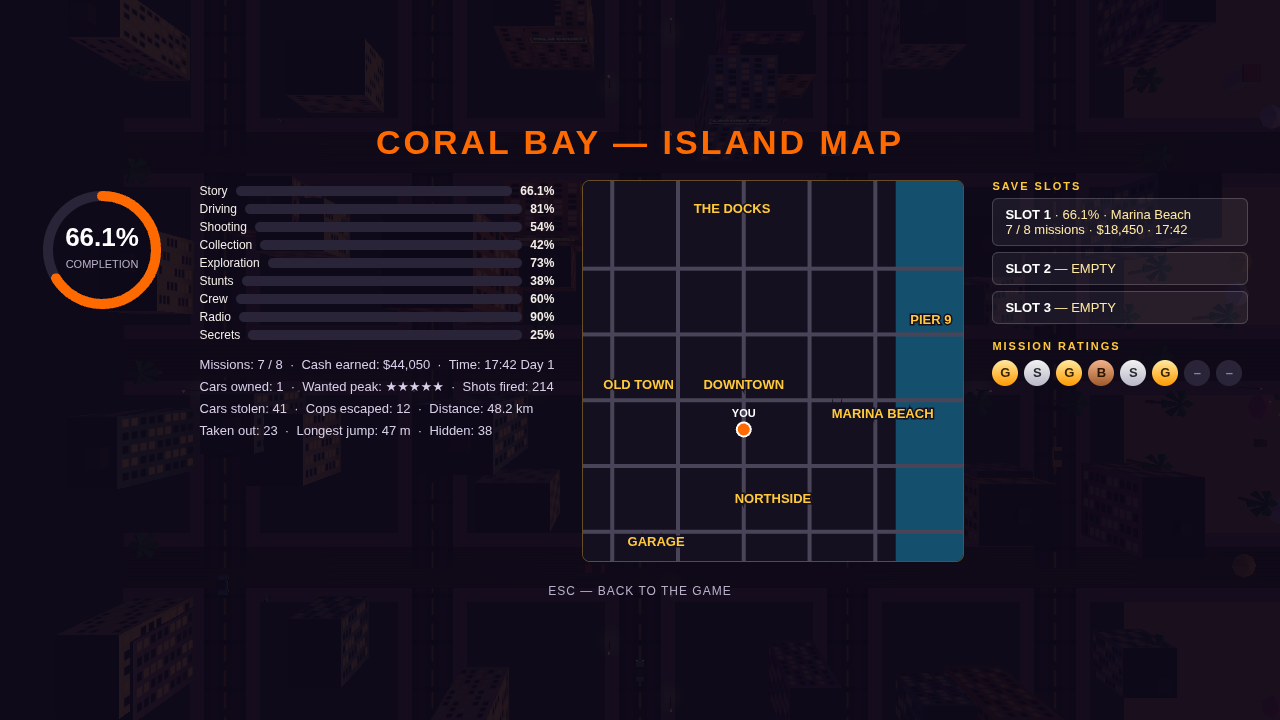 CORAL BAY — ISLAND MAP
66.1%
COMPLETION
Story 66.1%
Driving 81%
Shooting 54%
Collection 42%
Exploration 73%
Stunts 38%
Crew 60%
Radio 90%
Secrets 25%
Missions: 7 / 8 · Cash earned: $44,050 · Time: 17:42 Day 1
Cars owned: 1 · Wanted peak: ★★★★★ · Shots fired: 214
Cars stolen: 41 · Cops escaped: 12 · Distance: 48.2 km
Taken out: 23 · Longest jump: 47 m · Hidden: 38
THE DOCKS
PIER 9
OLD TOWN
DOWNTOWN
YOU
MARINA BEACH
NORTHSIDE
GARAGE
SAVE SLOTS
SLOT 1 · 66.1% · Marina Beach
7 / 8 missions · $18,450 · 17:42
SLOT 2 — EMPTY
SLOT 3 — EMPTY
MISSION RATINGS
G S G B S G – –
ESC — BACK TO THE GAME